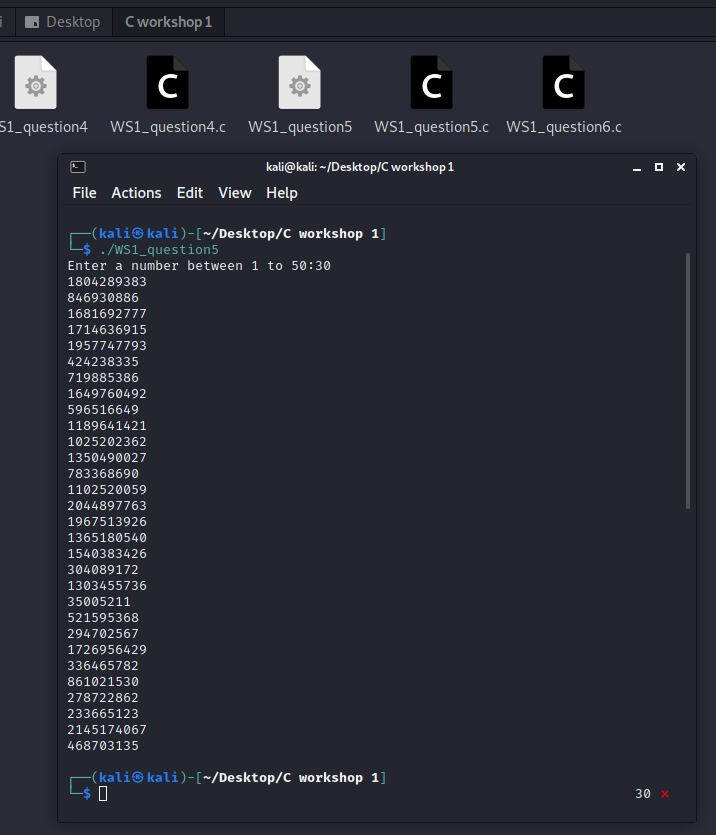 i
Desktop
C workshop 1
S1_question4
WS1_question4.c
WS1_question5
WS1_question5.c
WS1_question6.c
kali@kali: ~/Desktop/C workshop 1
File Actions Edit View Help
┌──(kali㉿kali)-[~/Desktop/C workshop 1]
└─$ ./WS1_question5
Enter a number between 1 to 50:30
1804289383
846930886
1681692777
1714636915
1957747793
424238335
719885386
1649760492
596516649
1189641421
1025202362
1350490027
783368690
1102520059
2044897763
1967513926
1365180540
1540383426
304089172
1303455736
35005211
521595368
294702567
1726956429
336465782
861021530
278722862
233665123
2145174067
468703135
┌──(kali㉿kali)-[~/Desktop/C workshop 1]
└─$ 30 ⨯